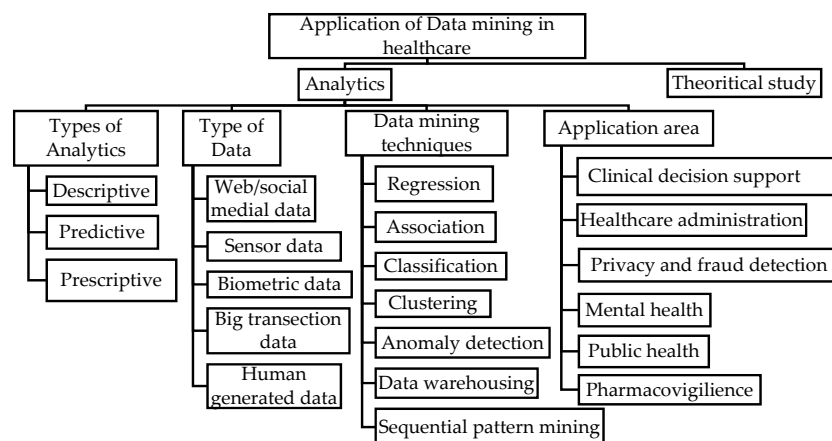 Application of Data mining in
healthcare
Analytics
Theoritical study
Types of
Analytics
Descriptive
Predictive
Prescriptive
Type of
Data
Web/social
medial data
Sensor data
Biometric data
Big transection
data
Human
generated data
Data mining
techniques
Regression
Association
Classification
Clustering
Anomaly detection
Data warehousing
Sequential pattern mining
Application area
Clinical decision support
Healthcare administration
Privacy and fraud detection
Mental health
Public health
Pharmacovigilience